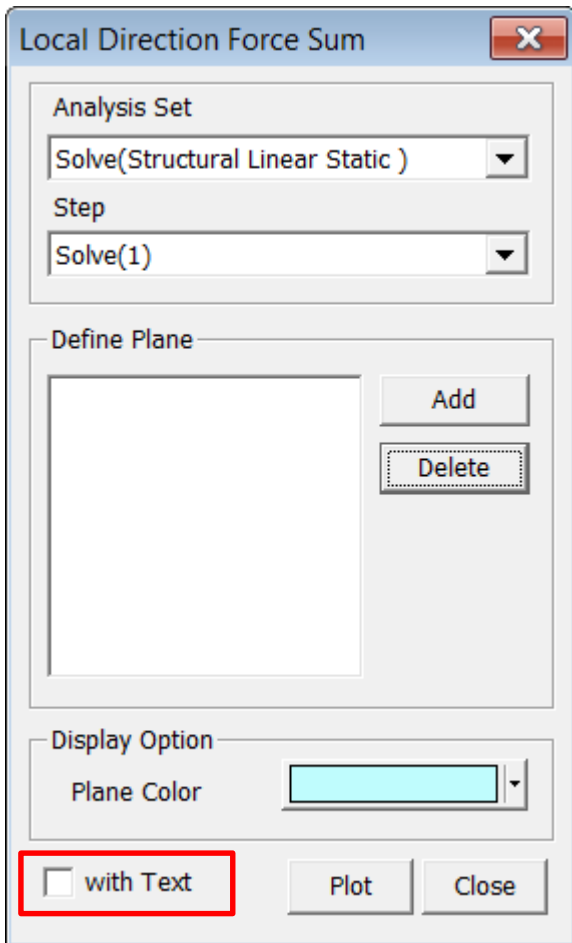 Local Direction Force Sum
Analysis Set
Solve(Structural Linear Static )
Step
Solve(1)
Define Plane
Add
Delete
Display Option
Plane Color
with Text
Plot
Close